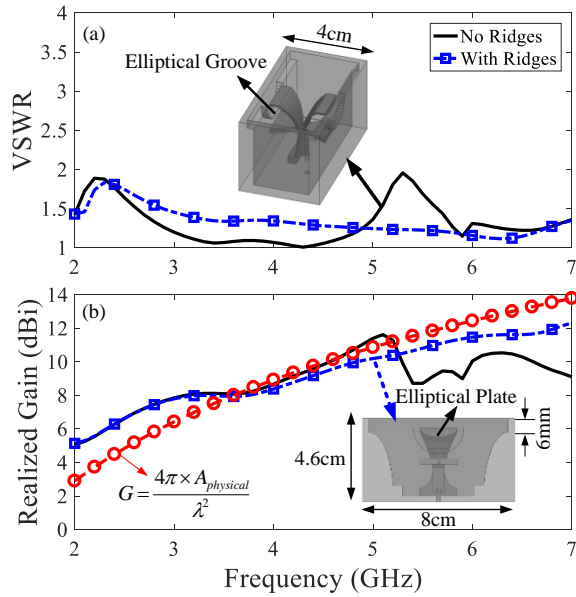 4
3.5
3
2.5
2
1.5
1
VSWR
(a)
4cm
Elliptical Groove
No Ridges
With Ridges
2 3 4 5 6 7
14
12
10
8
6
4
2
0
Realized Gain (dBi)
(b)
G = 4π × A_physical / λ²
Elliptical Plate
4.6cm
6mm
8cm
2 3 4 5 6 7
Frequency (GHz)